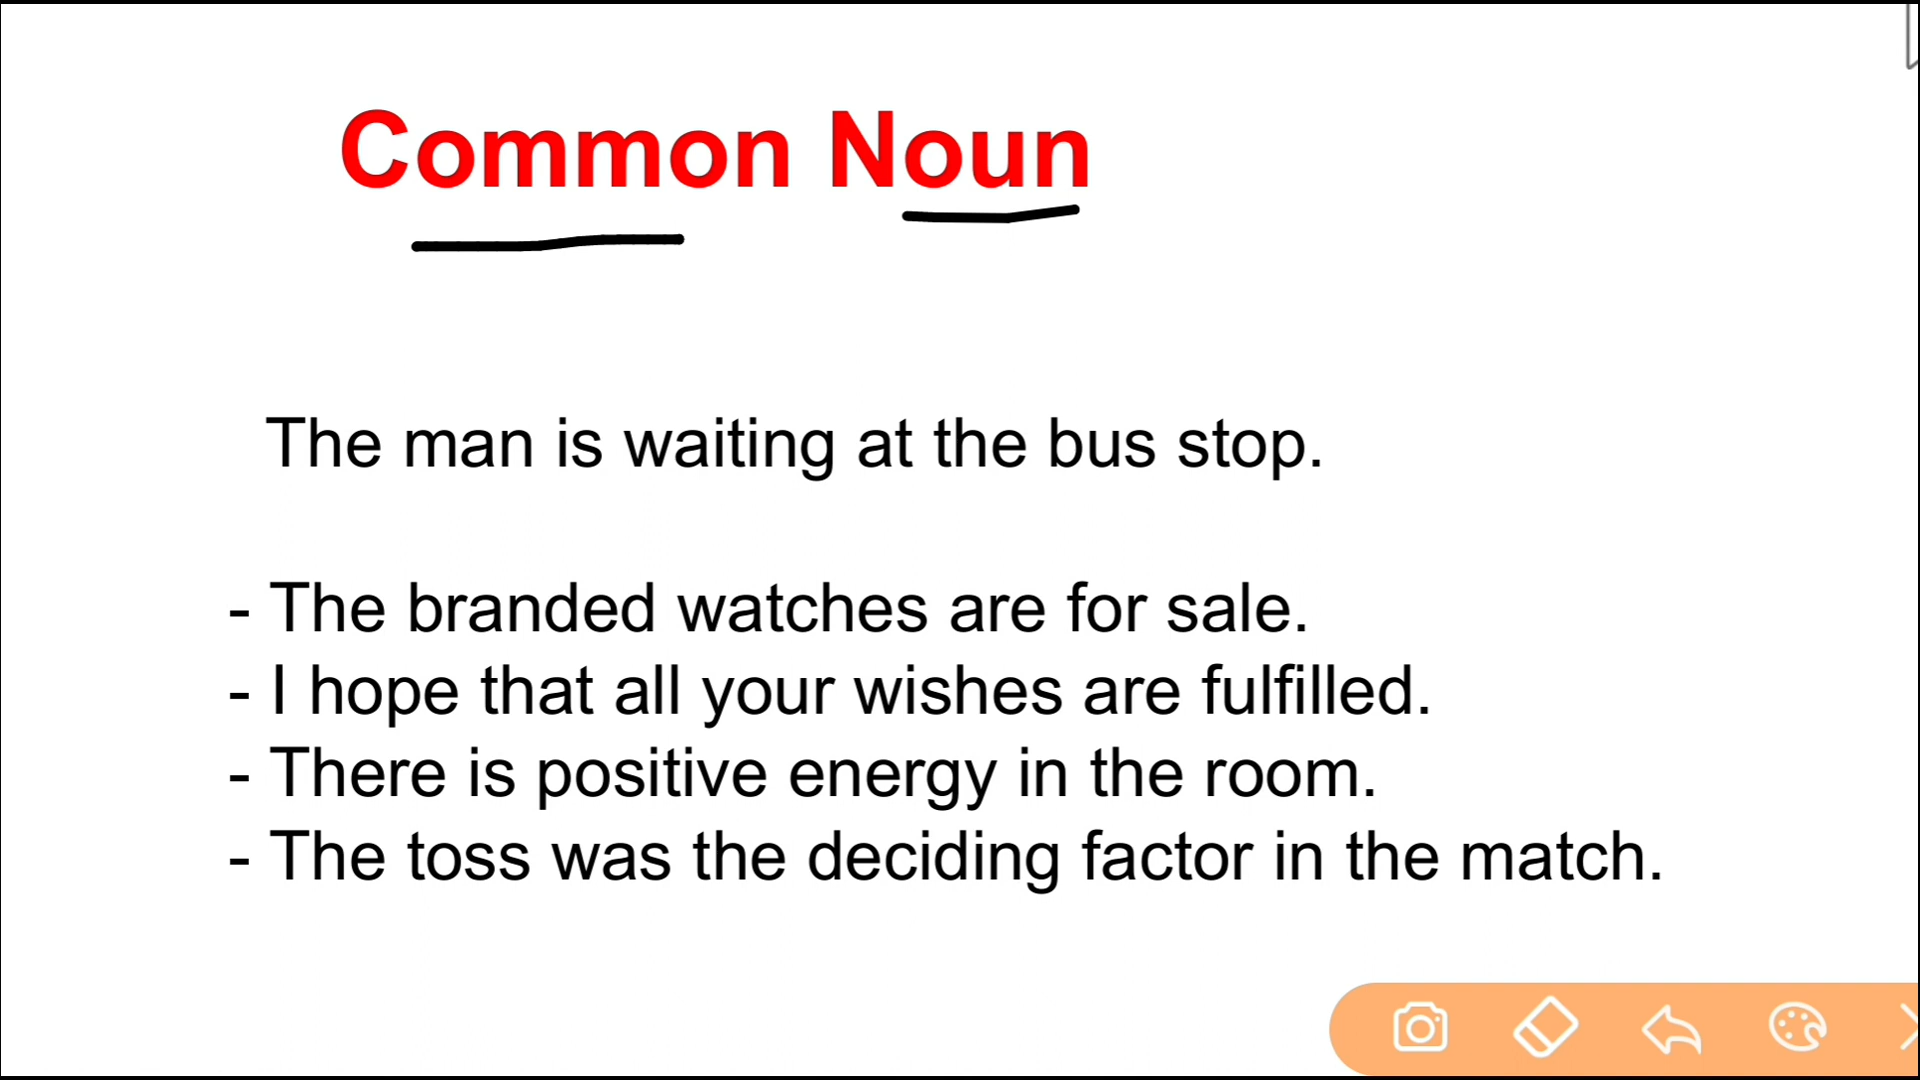 Common Noun
The man is waiting at the bus stop.
- The branded watches are for sale.
- I hope that all your wishes are fulfilled.
- There is positive energy in the room.
- The toss was the deciding factor in the match.